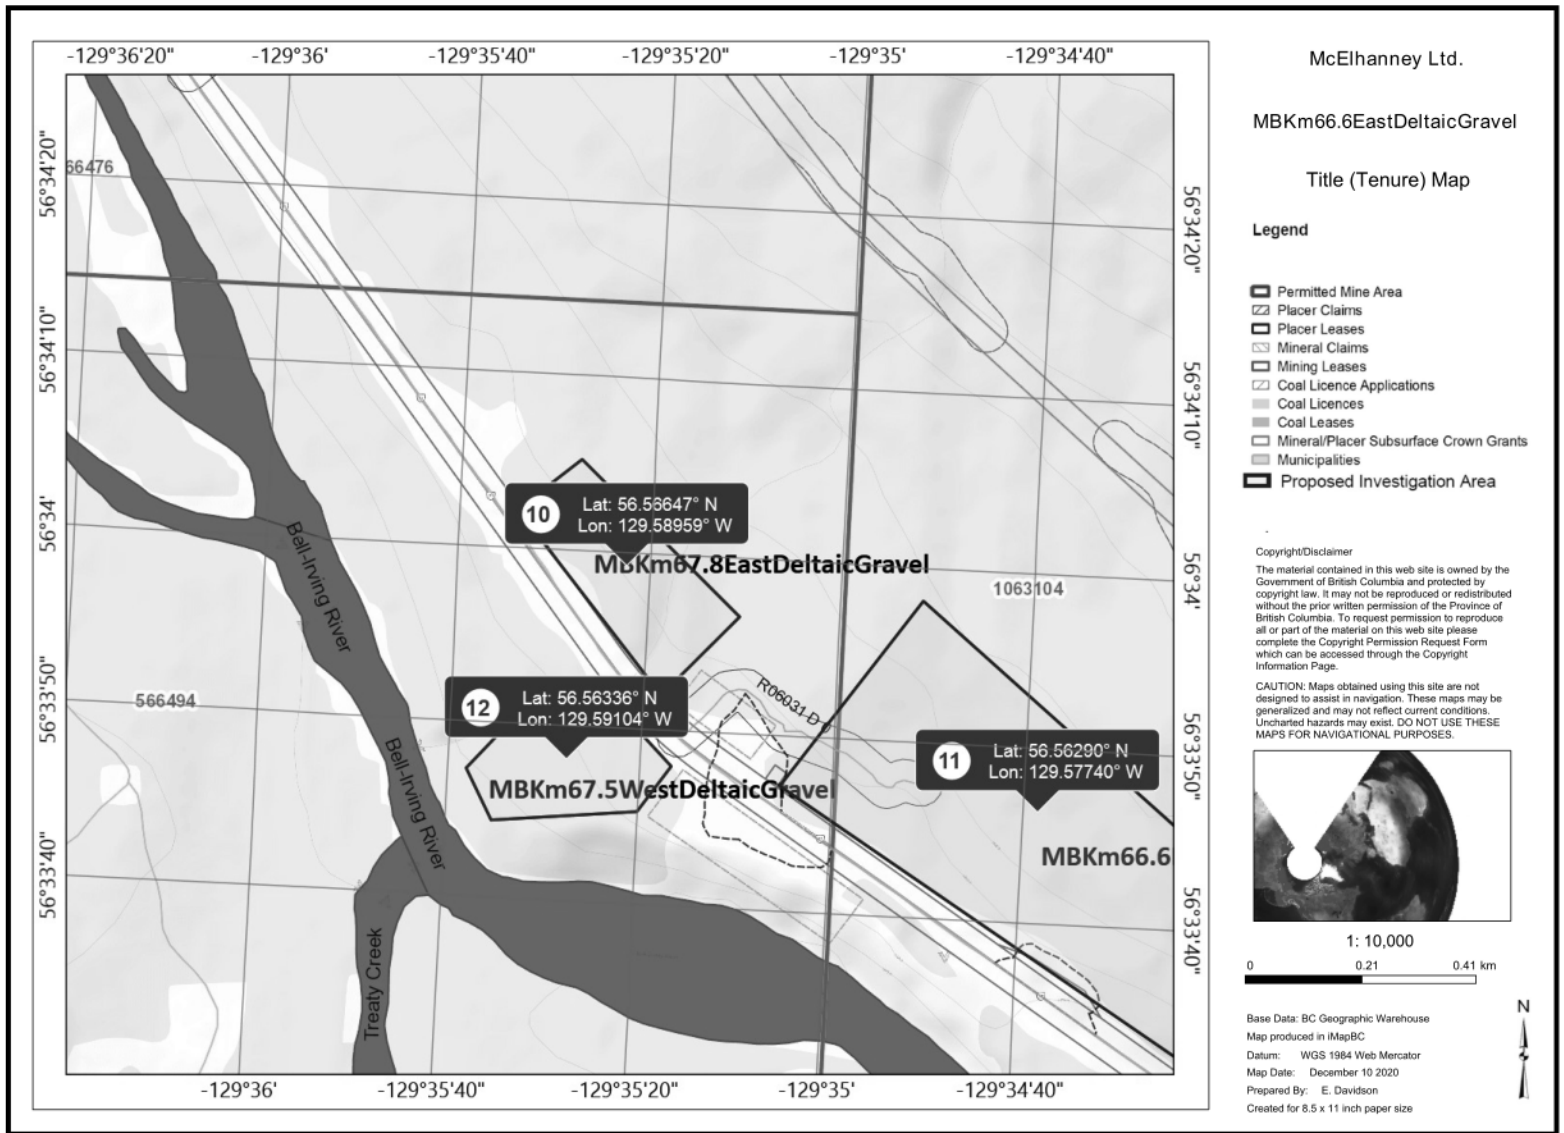 -129°36'20" -129°36' -129°35'40" -129°35'20" -129°35' -129°34'40"
56°34'20"
56°34'10"
56°34'
56°33'50"
56°33'40"
66476
566494
Bell-Irving River
Bell-Irving River
Treaty Creek
10
Lat: 56.56647° N
Lon: 129.58959° W
MBKm67.8EastDeltaicGravel
1063104
12
Lat: 56.56336° N
Lon: 129.59104° W
MBKm67.5WestDeltaicGravel
R06031 D
11
Lat: 56.56290° N
Lon: 129.57740° W
MBKm66.6
56°34'20"
56°34'10"
56°34'
56°33'50"
56°33'40"
-129°36' -129°35'40" -129°35'20" -129°35' -129°34'40"
McElhanney Ltd.
MBKm66.6EastDeltaicGravel
Title (Tenure) Map
Legend
Permitted Mine Area
Placer Claims
Placer Leases
Mineral Claims
Mining Leases
Coal Licence Applications
Coal Licences
Coal Leases
Mineral/Placer Subsurface Crown Grants
Municipalities
Proposed Investigation Area
Copyright/Disclaimer
The material contained in this web site is owned by the
Government of British Columbia and protected by
copyright law. It may not be reproduced or redistributed
without the prior written permission of the Province of
British Columbia. To request permission to reproduce
all or part of the material on this web site please
complete the Copyright Permission Request Form
which can be accessed through the Copyright
Information Page.
CAUTION: Maps obtained using this site are not
designed to assist in navigation. These maps may be
generalized and may not reflect current conditions.
Uncharted hazards may exist. DO NOT USE THESE
MAPS FOR NAVIGATIONAL PURPOSES.
1: 10,000
0 0.21 0.41 km
N
Base Data: BC Geographic Warehouse
Map produced in iMapBC
Datum: WGS 1984 Web Mercator
Map Date: December 10 2020
Prepared By: E. Davidson
Created for 8.5 x 11 inch paper size